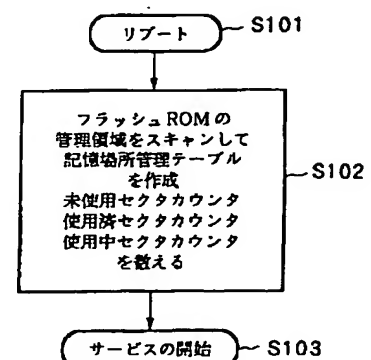 リブート
S101
フラッシュROMの
管理領域をスキャンして
記憶場所管理テーブル
を作成
未使用セクタカウンタ
使用済セクタカウンタ
使用中セクタカウンタ
を数える
S102
サービスの開始
S103